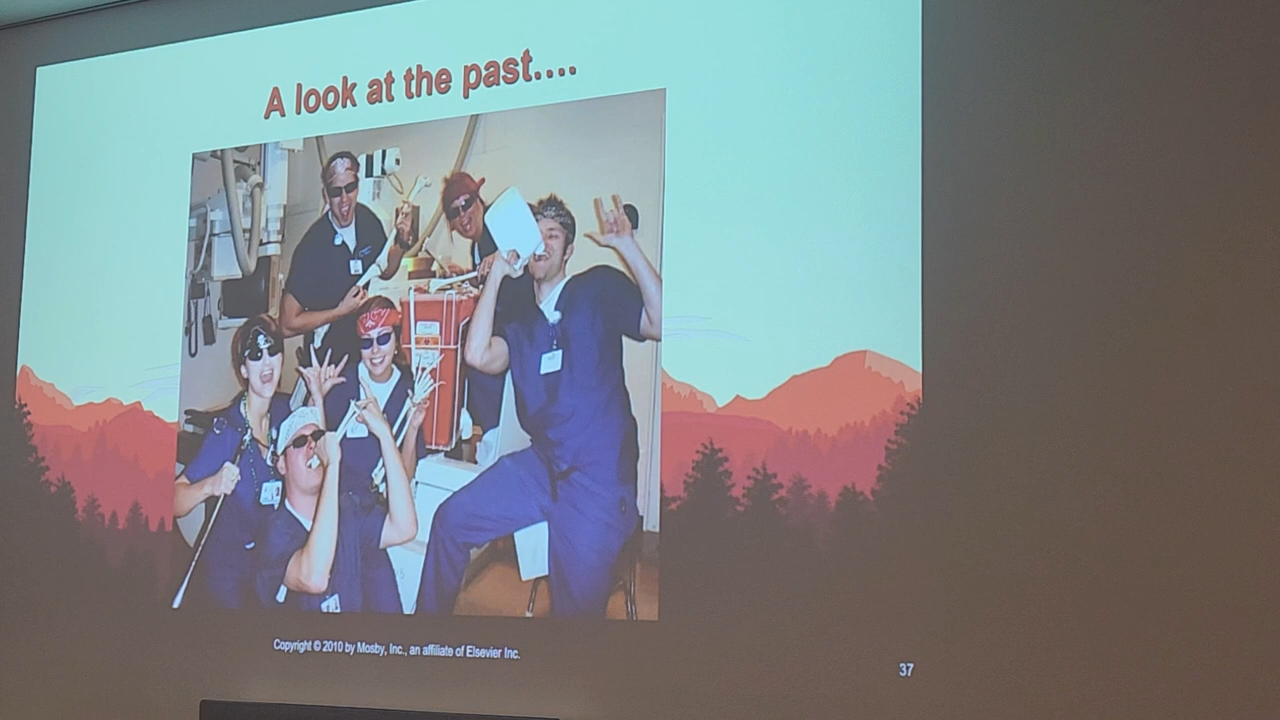 A look at the past....
Copyright © 2010 by Mosby, Inc., an affiliate of Elsevier Inc.
37